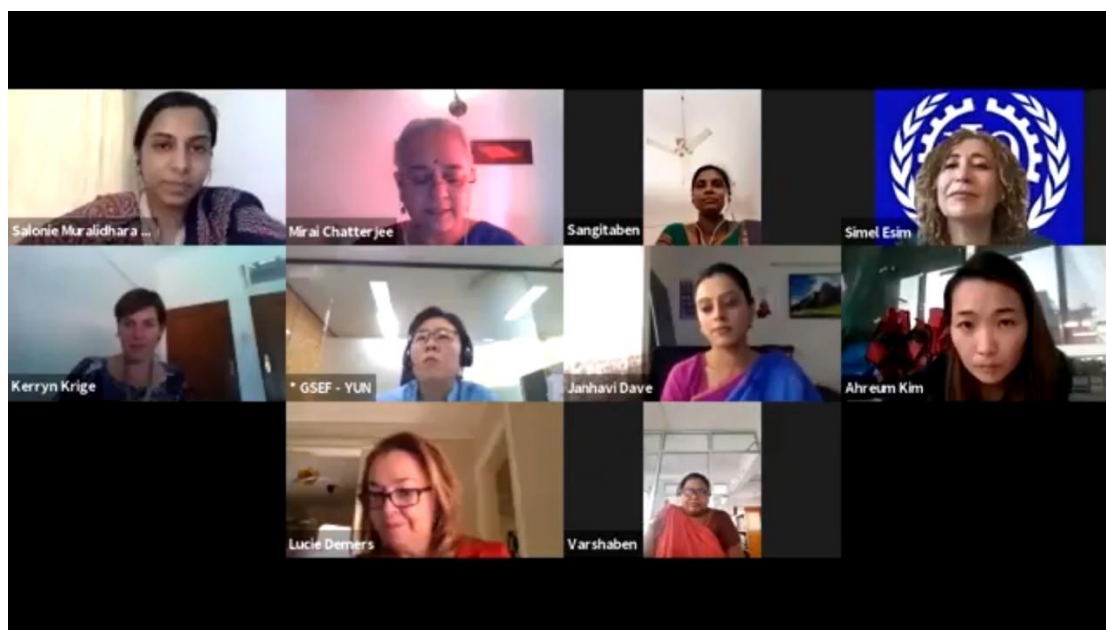 Salonie Muralidhara ...
Mirai Chatterjee
Sangitaben
Simel Esim
Kerryn Krige
* GSEF - YUN
Janhavi Dave
Ahreum Kim
Lucie Demers
Varshaben